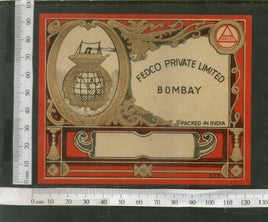 FEDCO PRIVATE LIMITED
BOMBAY
PACKED IN INDIA